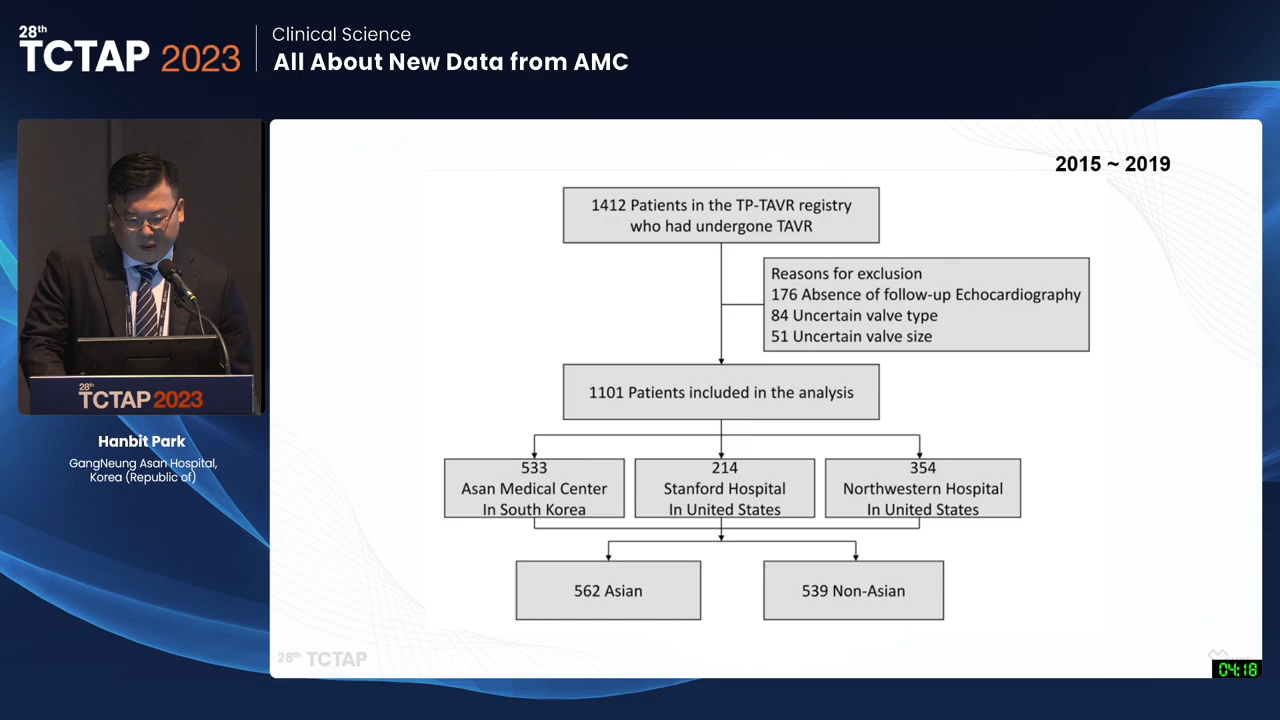 28th
TCTAP 2023
Clinical Science
All About New Data from AMC
2015 ~ 2019
1412 Patients in the TP-TAVR registry
who had undergone TAVR
Reasons for exclusion
176 Absence of follow-up Echocardiography
84 Uncertain valve type
51 Uncertain valve size
1101 Patients included in the analysis
533
Asan Medical Center
In South Korea
214
Stanford Hospital
In United States
354
Northwestern Hospital
In United States
562 Asian
539 Non-Asian
28th
TCTAP 2023
Hanbit Park
GangNeung Asan Hospital,
Korea (Republic of)
28th TCTAP
04:18